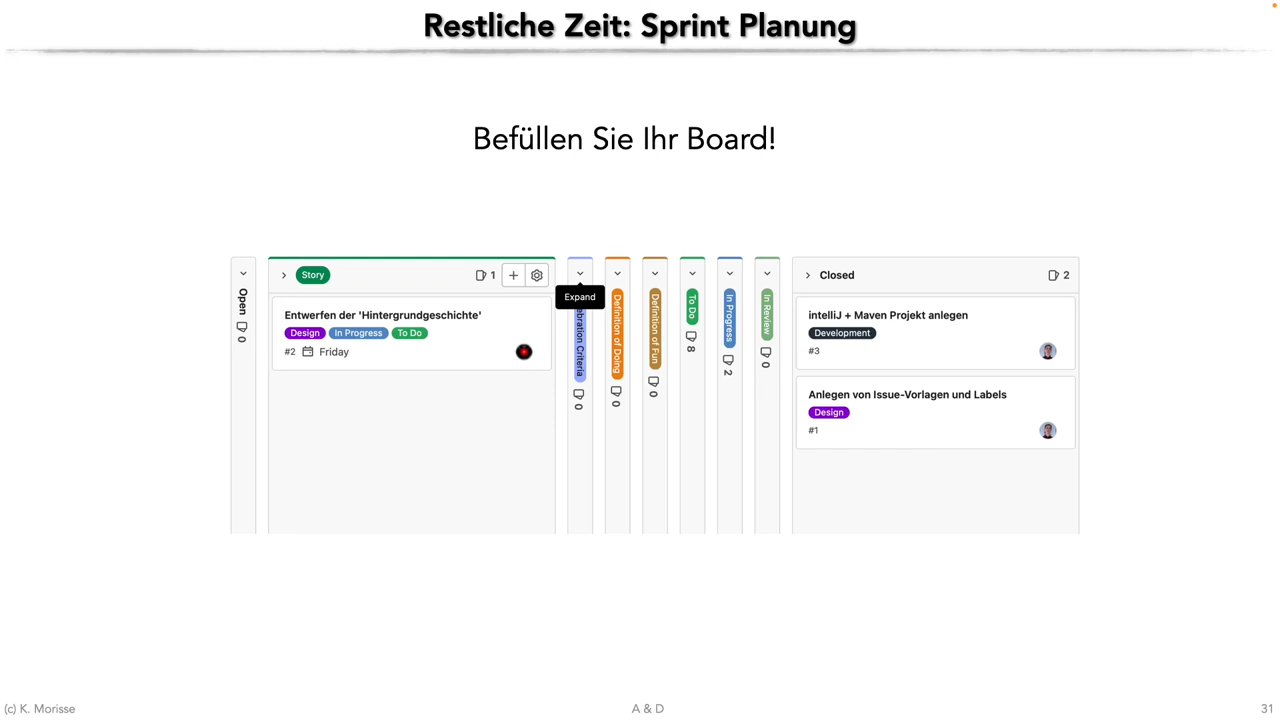 Restliche Zeit: Sprint Planung
Befüllen Sie Ihr Board!
Open 0
Story 1
Entwerfen der 'Hintergrundgeschichte'
Design In Progress To Do
#2 Friday
Expand
ebration Criteria 0
Definition of Doing 0
Definition of Fun 0
To Do 8
In Progress 2
In Review 0
Closed 2
intelliJ + Maven Projekt anlegen
Development
#3
Anlegen von Issue-Vorlagen und Labels
Design
#1
(c) K. Morisse
A & D
31